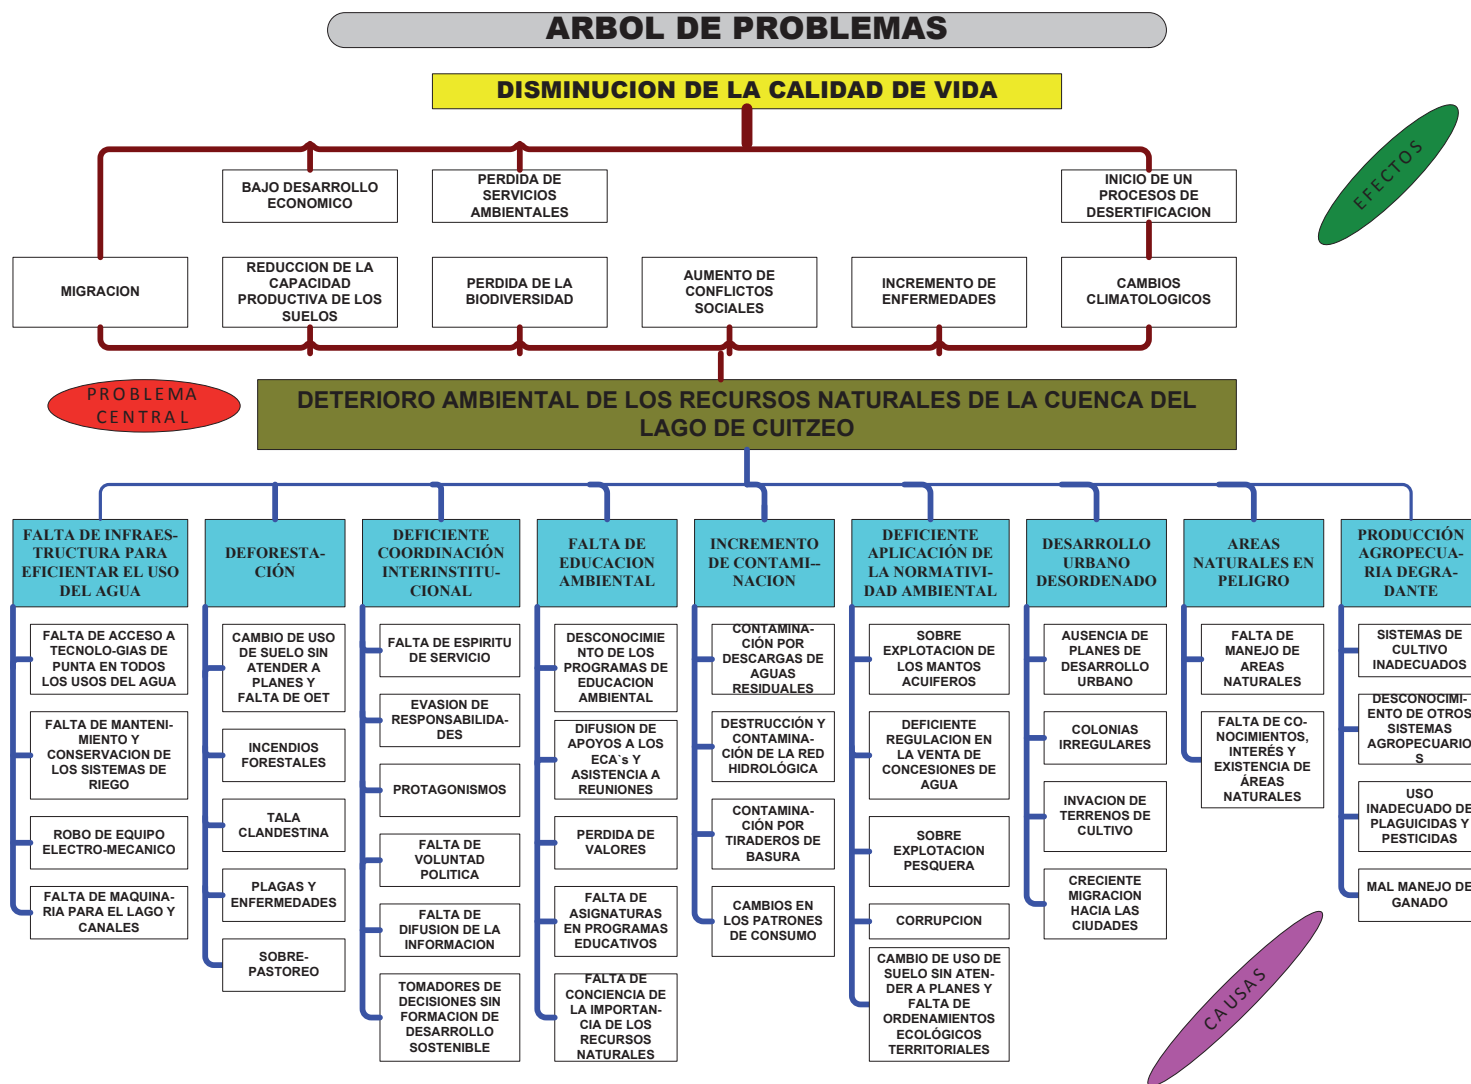 ARBOL DE PROBLEMAS
DISMINUCION DE LA CALIDAD DE VIDA
EFECTOS
BAJO DESARROLLO
ECONOMICO
PERDIDA DE
SERVICIOS
AMBIENTALES
INICIO DE UN
PROCESOS DE
DESERTIFICACION
MIGRACION
REDUCCION DE LA
CAPACIDAD
PRODUCTIVA DE LOS
SUELOS
PERDIDA DE LA
BIODIVERSIDAD
AUMENTO DE
CONFLICTOS
SOCIALES
INCREMENTO DE
ENFERMEDADES
CAMBIOS
CLIMATOLOGICOS
PROBLEMA
CENTRAL
DETERIORO AMBIENTAL DE LOS RECURSOS NATURALES DE LA CUENCA DEL
LAGO DE CUITZEO
FALTA DE INFRAES-
TRUCTURA PARA
EFICIENTAR EL USO
DEL AGUA
FALTA DE ACCESO A
TECNOLO-GIAS DE
PUNTA EN TODOS
LOS USOS DEL AGUA
FALTA DE MANTENI-
MIENTO Y
CONSERVACION DE
LOS SISTEMAS DE
RIEGO
ROBO DE EQUIPO
ELECTRO-MECANICO
FALTA DE MAQUINA-
RIA PARA EL LAGO Y
CANALES
DEFORESTA-
CIÓN
CAMBIO DE USO
DE SUELO SIN
ATENDER A
PLANES Y
FALTA DE OET
INCENDIOS
FORESTALES
TALA
CLANDESTINA
PLAGAS Y
ENFERMEDADES
SOBRE-
PASTOREO
DEFICIENTE
COORDINACIÓN
INTERINSTITU-
CIONAL
FALTA DE ESPIRITU
DE SERVICIO
EVASION DE
RESPONSABILIDA-
DES
PROTAGONISMOS
FALTA DE
VOLUNTAD
POLITICA
FALTA DE
DIFUSION DE LA
INFORMACION
TOMADORES DE
DECISIONES SIN
FORMACION DE
DESARROLLO
SOSTENIBLE
FALTA DE
EDUCACION
AMBIENTAL
DESCONOCIMIE
NTO DE LOS
PROGRAMAS DE
EDUCACION
AMBIENTAL
DIFUSION DE
APOYOS A LOS
ECA`s Y
ASISTENCIA A
REUNIONES
PERDIDA DE
VALORES
FALTA DE
ASIGNATURAS
EN PROGRAMAS
EDUCATIVOS
FALTA DE
CONCIENCIA DE
LA IMPORTAN-
CIA DE LOS
RECURSOS
NATURALES
INCREMENTO
DE CONTAMI--
NACION
CONTAMINA-
CIÓN POR
DESCARGAS DE
AGUAS
RESIDUALES
DESTRUCCIÓN Y
CONTAMINA-
CIÓN DE LA RED
HIDROLÓGICA
CONTAMINA-
CIÓN POR
TIRADEROS DE
BASURA
CAMBIOS EN
LOS PATRONES
DE CONSUMO
DEFICIENTE
APLICACIÓN DE
LA NORMATIVI-
DAD AMBIENTAL
SOBRE
EXPLOTACION DE
LOS MANTOS
ACUIFEROS
DEFICIENTE
REGULACION EN
LA VENTA DE
CONCESIONES DE
AGUA
SOBRE
EXPLOTACION
PESQUERA
CORRUPCION
CAMBIO DE USO DE
SUELO SIN ATEN-
DER A PLANES Y
FALTA DE
ORDENAMIENTOS
ECOLÓGICOS
TERRITORIALES
DESARROLLO
URBANO
DESORDENADO
AUSENCIA DE
PLANES DE
DESARROLLO
URBANO
COLONIAS
IRREGULARES
INVACION DE
TERRENOS DE
CULTIVO
CRECIENTE
MIGRACION
HACIA LAS
CIUDADES
AREAS
NATURALES EN
PELIGRO
FALTA DE
MANEJO DE
AREAS
NATURALES
FALTA DE CO-
NOCIMIENTOS,
INTERÉS Y
EXISTENCIA DE
ÁREAS
NATURALES
PRODUCCIÓN
AGROPECUA-
RIA DEGRA-
DANTE
SISTEMAS DE
CULTIVO
INADECUADOS
DESCONOCIMI-
ENTO DE OTROS
SISTEMAS
AGROPECUARIO
S
USO
INADECUADO DE
PLAGUICIDAS Y
PESTICIDAS
MAL MANEJO DE
GANADO
CAUSAS